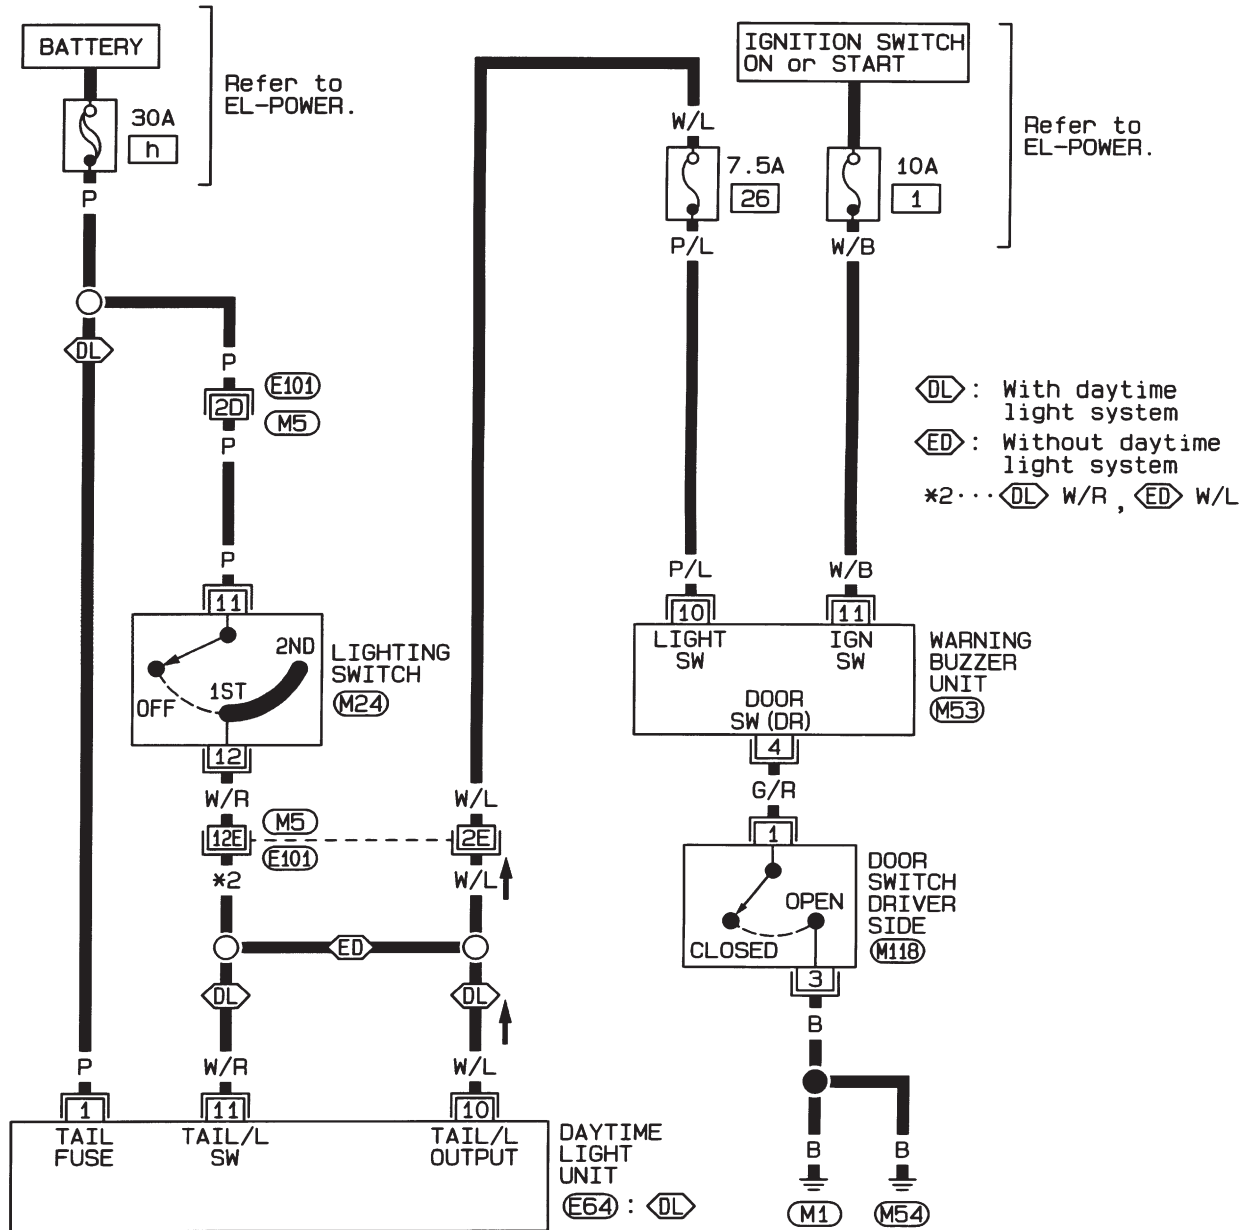 BATTERY
30A
h
Refer to
EL-POWER.
P
DL
P
E101
2D
M5
P
P
11
OFF
1ST
2ND
LIGHTING
SWITCH
M24
12
W/R
M5
12E
E101
*2
ED
DL
W/R
W/L
2E
W/L
DL
W/L
P
1
11
10
TAIL
FUSE
TAIL/L
SW
TAIL/L
OUTPUT
DAYTIME
LIGHT
UNIT
E64 : DL
W/L
7.5A
26
P/L
IGNITION SWITCH
ON or START
10A
1
W/B
Refer to
EL-POWER.
DL : With daytime
light system
ED : Without daytime
light system
*2··· DL W/R , ED W/L
P/L
W/B
10
11
LIGHT
SW
IGN
SW
DOOR
SW (DR)
WARNING
BUZZER
UNIT
M53
4
G/R
1
OPEN
CLOSED
DOOR
SWITCH
DRIVER
SIDE
M118
3
B
B
B
M1
M54